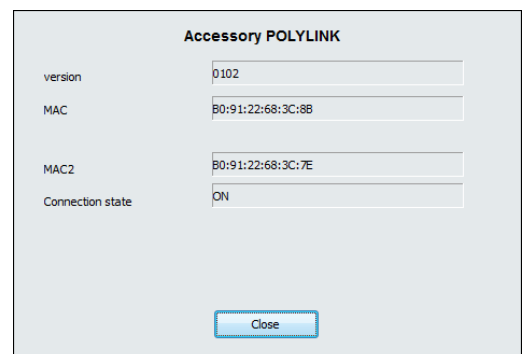 Accessory POLYLINK
version 0102
MAC B0:91:22:68:3C:8B
MAC2 B0:91:22:68:3C:7E
Connection state ON
Close